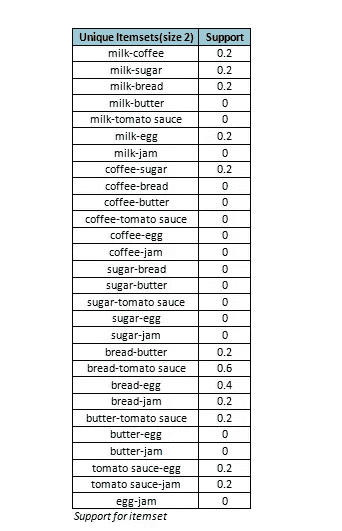 Unique Itemsets(size 2) Support
milk-coffee 0.2
milk-sugar 0.2
milk-bread 0.2
milk-butter 0
milk-tomato sauce 0
milk-egg 0.2
milk-jam 0
coffee-sugar 0.2
coffee-bread 0
coffee-butter 0
coffee-tomato sauce 0
coffee-egg 0
coffee-jam 0
sugar-bread 0
sugar-butter 0
sugar-tomato sauce 0
sugar-egg 0
sugar-jam 0
bread-butter 0.2
bread-tomato sauce 0.6
bread-egg 0.4
bread-jam 0.2
butter-tomato sauce 0.2
butter-egg 0
butter-jam 0
tomato sauce-egg 0.2
tomato sauce-jam 0.2
egg-jam 0
Support for itemset